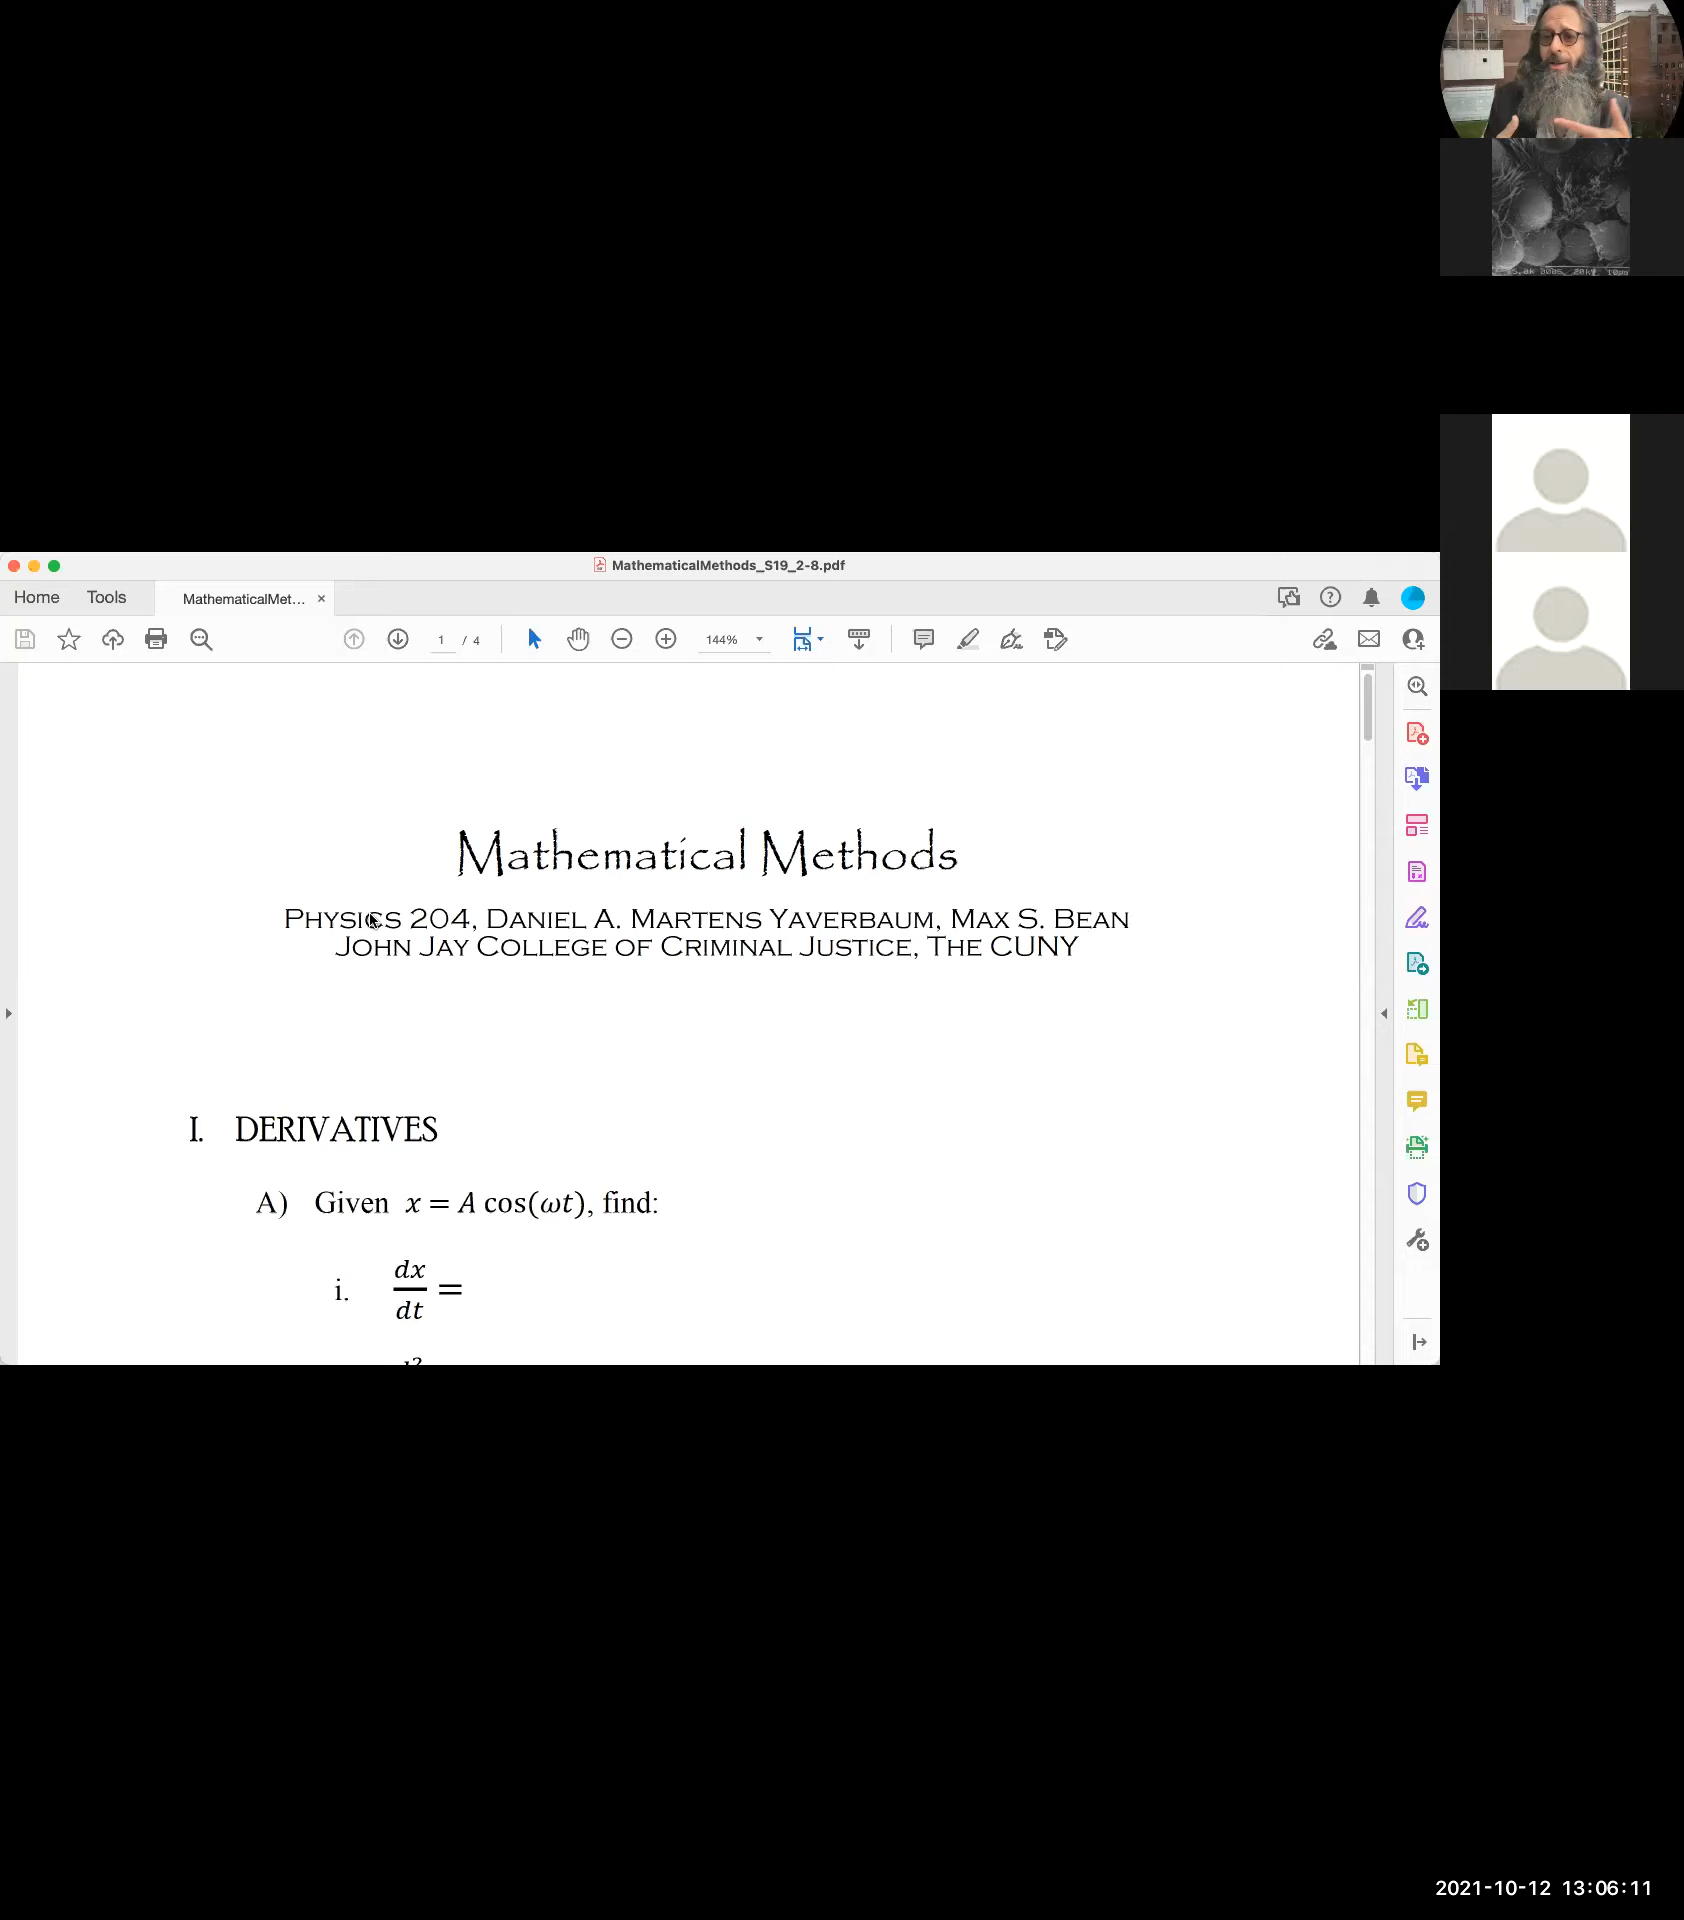 MathematicalMethods_S19_2-8.pdf
Home Tools MathematicalMet... ×
1 / 4 144%
Mathematical Methods
PHYSICS 204, DANIEL A. MARTENS YAVERBAUM, MAX S. BEAN
JOHN JAY COLLEGE OF CRIMINAL JUSTICE, THE CUNY
I. DERIVATIVES
A) Given x = A cos(ωt), find:
i. dx/dt =
2021-10-12 13:06:11